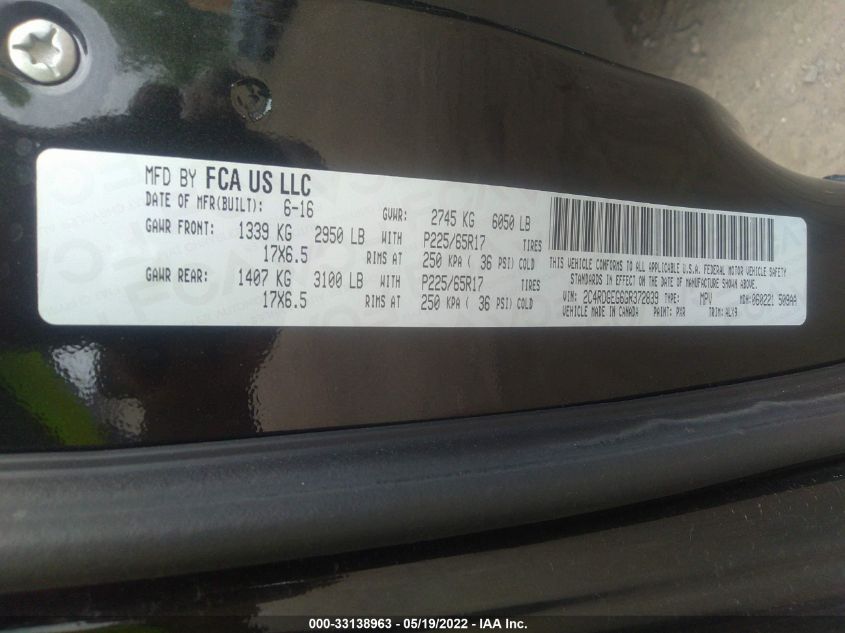 MFD BY FCA US LLC
DATE OF MFR(BUILT): 6-16 GVWR: 2745 KG 6050 LB
GAWR FRONT: 1339 KG 2950 LB WITH P225/65R17 TIRES
17X6.5 RIMS AT 250 KPA ( 36 PSI) COLD
GAWR REAR: 1407 KG 3100 LB WITH P225/65R17 TIRES
17X6.5 RIMS AT 250 KPA ( 36 PSI) COLD
THIS VEHICLE CONFORMS TO ALL APPLICABLE U.S.A. FEDERAL MOTOR VEHICLE SAFETY
STANDARDS IN EFFECT ON THE DATE OF MANUFACTURE SHOWN ABOVE.
VIN: 2C4RDGEG6GR372839 TYPE: MPV MDH: 060221 509AA
VEHICLE MADE IN CANADA PAINT: PXR TRIM: ALX9
000-33138963 - 05/19/2022 - IAA Inc.